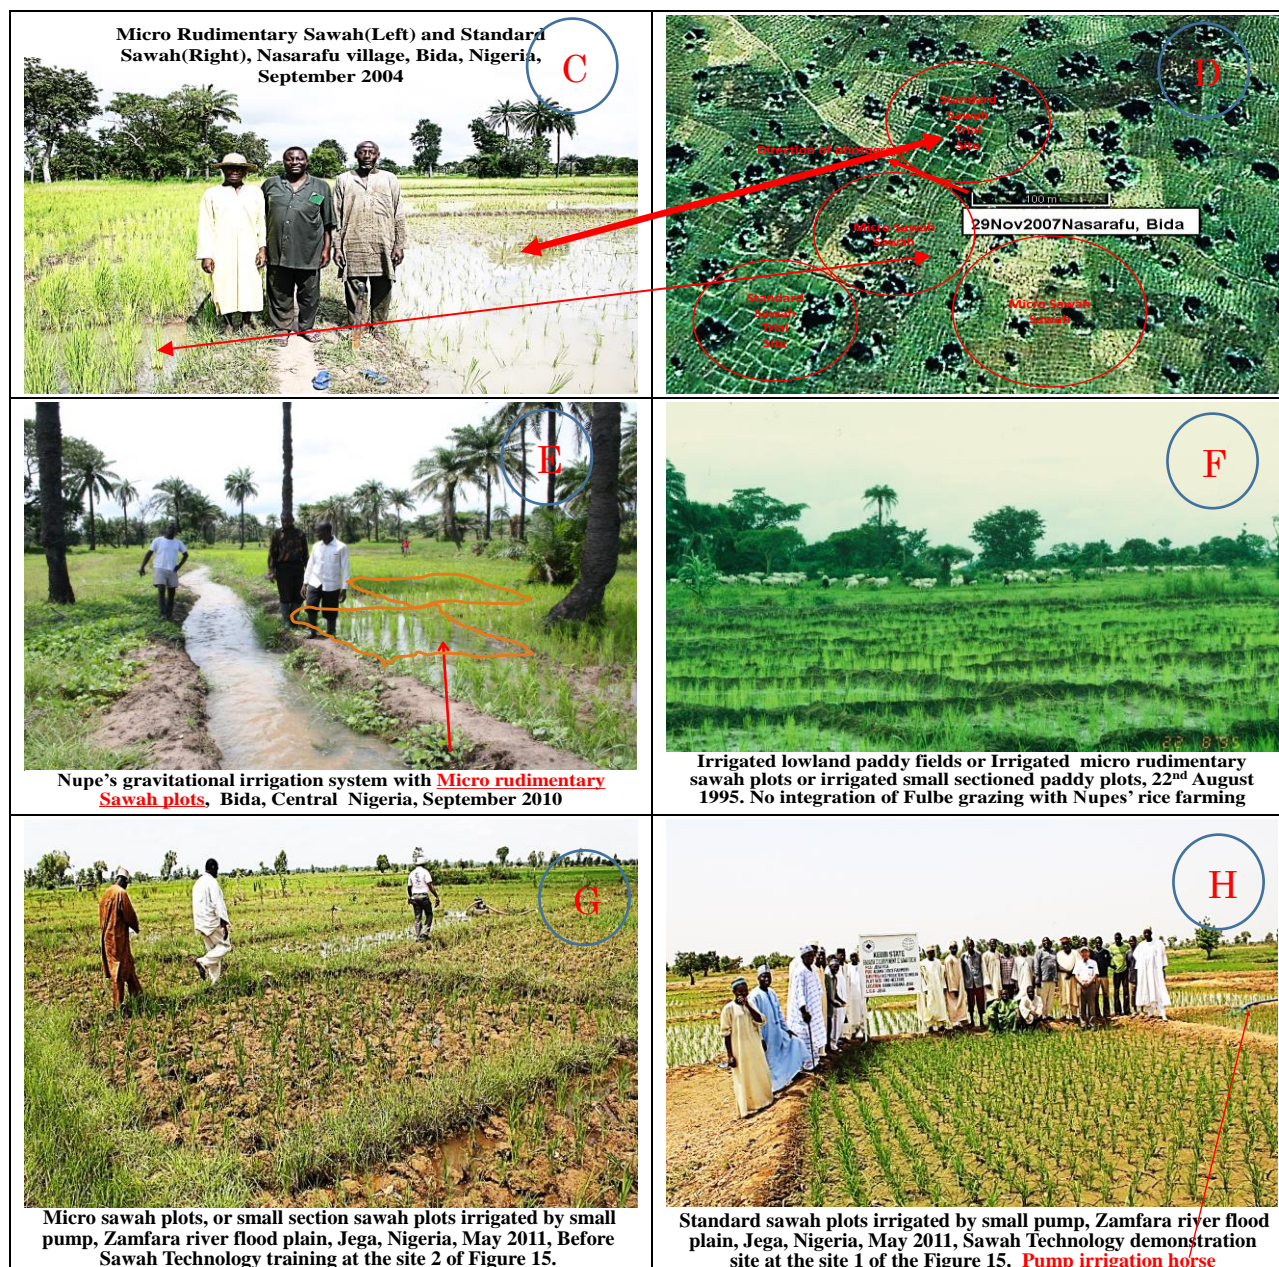 Micro Rudimentary Sawah(Left) and Standard
Sawah(Right), Nasarafu village, Bida, Nigeria,
September 2004
C
D
Standard
Sawah
Trial
Site
Direction of
100 m
29Nov2007Nasarafu, Bida
Micro Sawah
Sawah
Standard
Sawah
Trial
Site
Micro Sawah
Sawah
E
Nupe’s gravitational irrigation system with Micro rudimentary
Sawah plots, Bida, Central Nigeria, September 2010
F
22 8 '95
Irrigated lowland paddy fields or Irrigated micro rudimentary
sawah plots or irrigated small sectioned paddy plots, 22nd August
1995. No integration of Fulbe grazing with Nupes’ rice farming
G
Micro sawah plots, or small section sawah plots irrigated by small
pump, Zamfara river flood plain, Jega, Nigeria, May 2011, Before
Sawah Technology training at the site 2 of Figure 15.
H
KEBBI STATE
Standard sawah plots irrigated by small pump, Zamfara river flood
plain, Jega, Nigeria, May 2011, Sawah Technology demonstration
site at the site 1 of the Figure 15. Pump irrigation horse